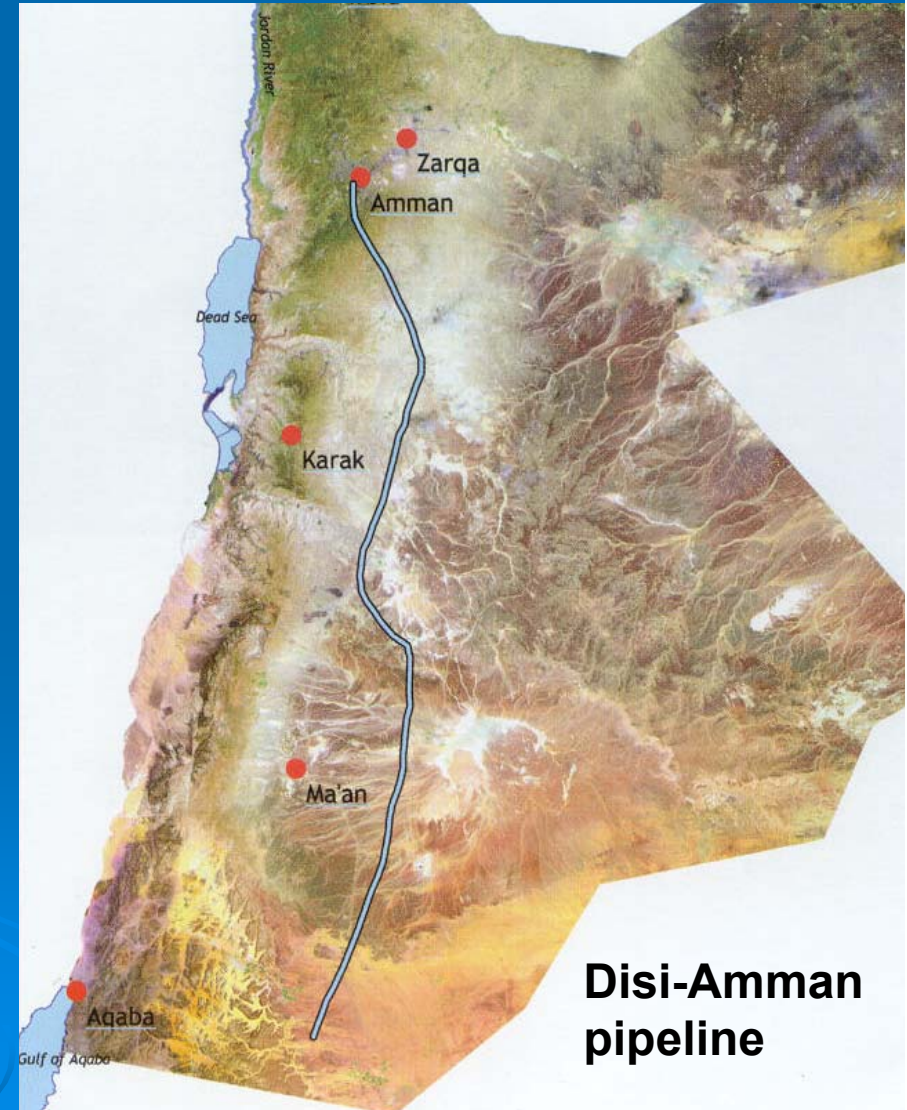 Jordan River
Zarqa
Amman
Dead Sea
Karak
Ma'an
Aqaba
Gulf of Aqaba
Disi-Amman
pipeline